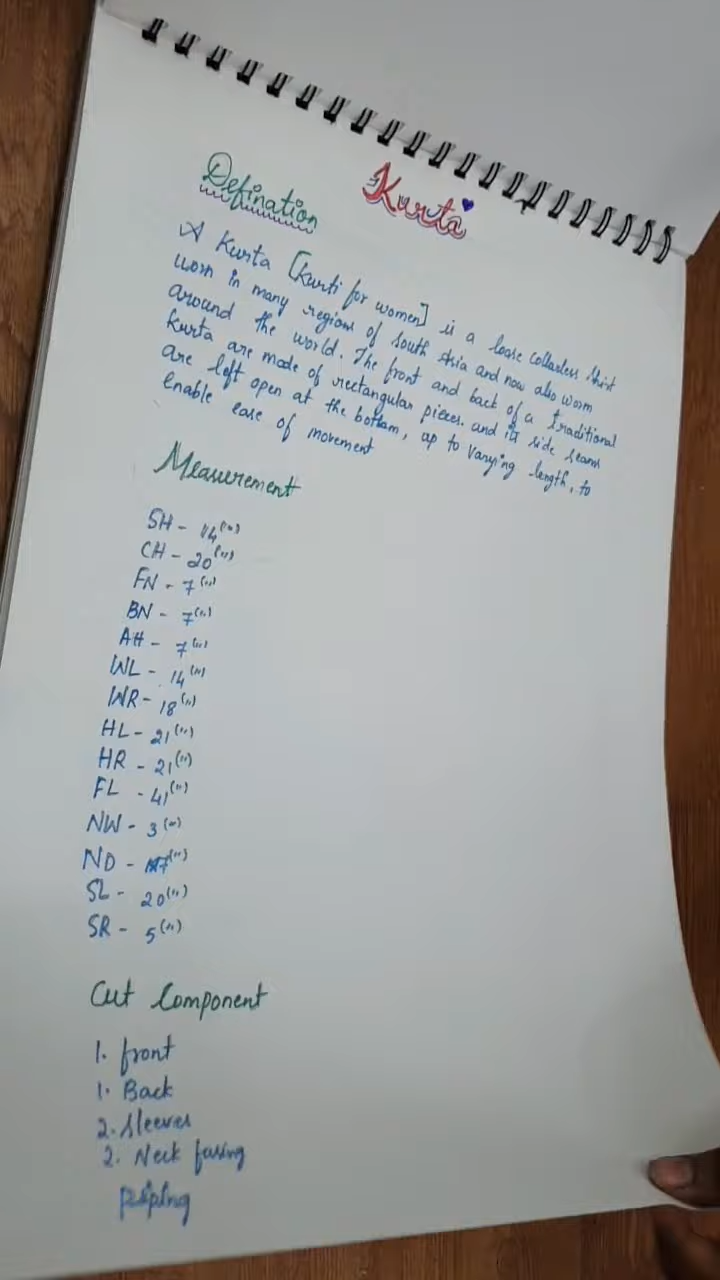 Kurta
Defination
A Kurta [Kurti for women] is a loose collarless shirt
worn in many regions of South Asia and now also worn
around the world. The front and back of a traditional
Kurta are made of rectangular pieces. and its side seams
are left open at the bottam, up to varying length, to
enable ease of movement
Measurement
SH - 14(")
CH - 20(")
FN - 7(")
BN - 7(")
AH - 7(")
WL - 14(")
WR - 18(")
HL - 21(")
HR - 21(")
FL - 41(")
NW - 3(")
ND - 7(")
SL - 20(")
SR - 5(")
Cut Component
1. front
1. Back
2. Sleeves
2. Neck fasing
Piping